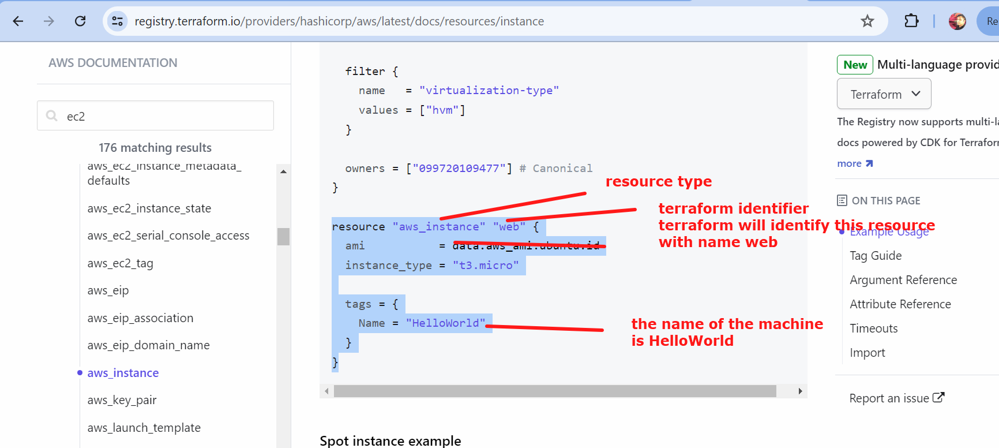 registry.terraform.io/providers/hashicorp/aws/latest/docs/resources/instance
AWS DOCUMENTATION
ec2
176 matching results
aws_ec2_instance_metadata_
defaults
aws_ec2_instance_state
aws_ec2_serial_console_access
aws_ec2_tag
aws_eip
aws_eip_association
aws_eip_domain_name
aws_instance
aws_key_pair
aws_launch_template
filter {
name = "virtualization-type"
values = ["hvm"]
}
owners = ["099720109477"] # Canonical
}
resource type
terraform identifier
terraform will identify this resource
with name web
resource "aws_instance" "web" {
ami = data.aws_ami.ubuntu.id
instance_type = "t3.micro"
tags = {
Name = "HelloWorld"
}
}
the name of the machine
is HelloWorld
Spot instance example
New Multi-language provid
Terraform
The Registry now supports multi-la
docs powered by CDK for Terraform
more
ON THIS PAGE
Example Usage
Tag Guide
Argument Reference
Attribute Reference
Timeouts
Import
Report an issue
Re